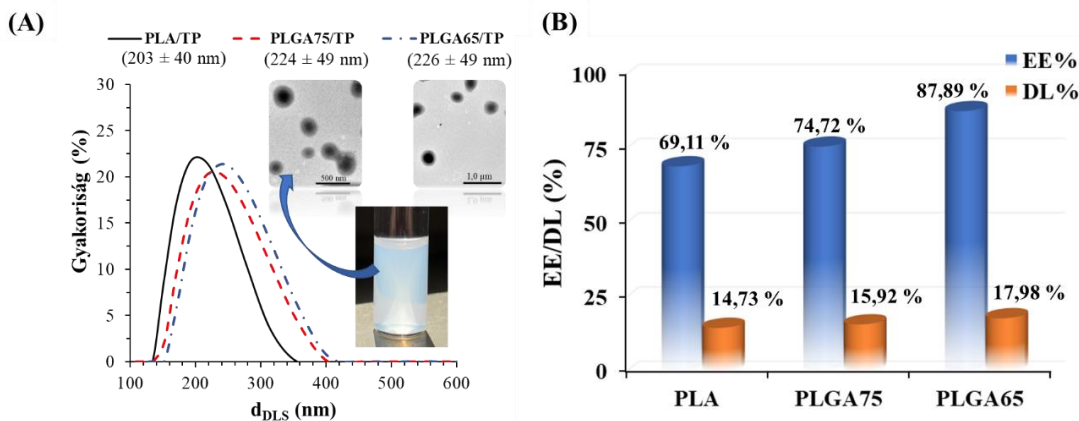 (A)
PLA/TP PLGA75/TP PLGA65/TP
(203 ± 40 nm) (224 ± 49 nm) (226 ± 49 nm)
Gyakoriság (%)
30
25
20
15
10
5
0
100 200 300 400 500 600
d_DLS (nm)
500 nm
1,0 µm
(B)
EE%
DL%
EE/DL (%)
100
75
50
25
0
69,11 %
74,72 %
87,89 %
14,73 %
15,92 %
17,98 %
PLA PLGA75 PLGA65